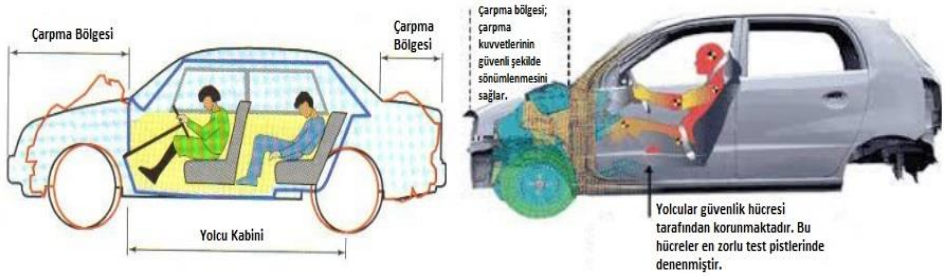 Çarpma Bölgesi
Çarpma
Bölgesi
Yolcu Kabini
Çarpma bölgesi;
çarpma
kuvvetlerinin
güvenli şekilde
sönümlenmesini
sağlar.
Yolcular güvenlik hücresi
tarafından korunmaktadır. Bu
hücreler en zorlu test pistlerinde
denenmiştir.